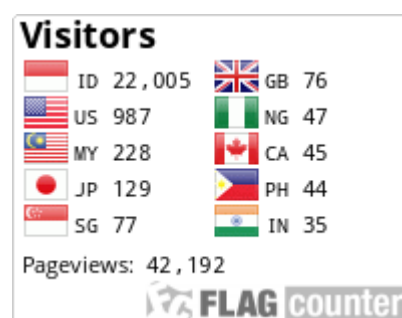 Visitors
ID 22,005 GB 76
US 987 NG 47
MY 228 CA 45
JP 129 PH 44
SG 77 IN 35
Pageviews: 42,192
FLAG counter